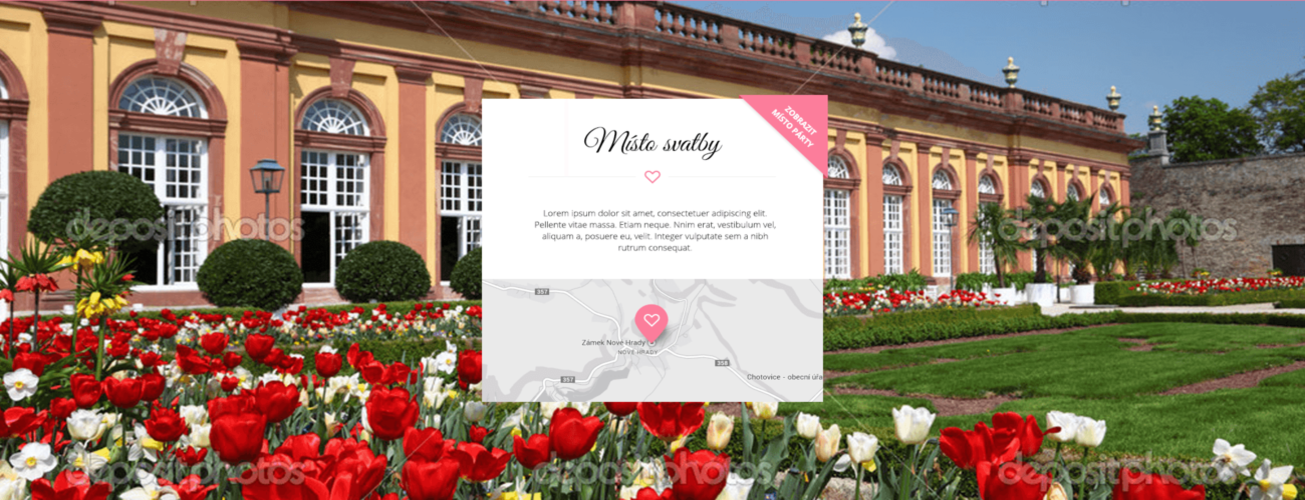 Místo svatby
ZOBRAZIT
MÍSTO PÁRTY
Lorem ipsum dolor sit amet, consectetuer adipiscing elit.
Pellente vitae massa. Etiam neque. Nnim erat, vestibulum vel,
aliquam a, posuere eu, velit. Integer vulputate sem a nibh
rutrum consequat.
357
Zámek Nové Hrady
NOVÉ HRADY
358
357
Chotovice - obecní úřa
depositphotos depositphotos
depositphotos depositphotos depositphotos